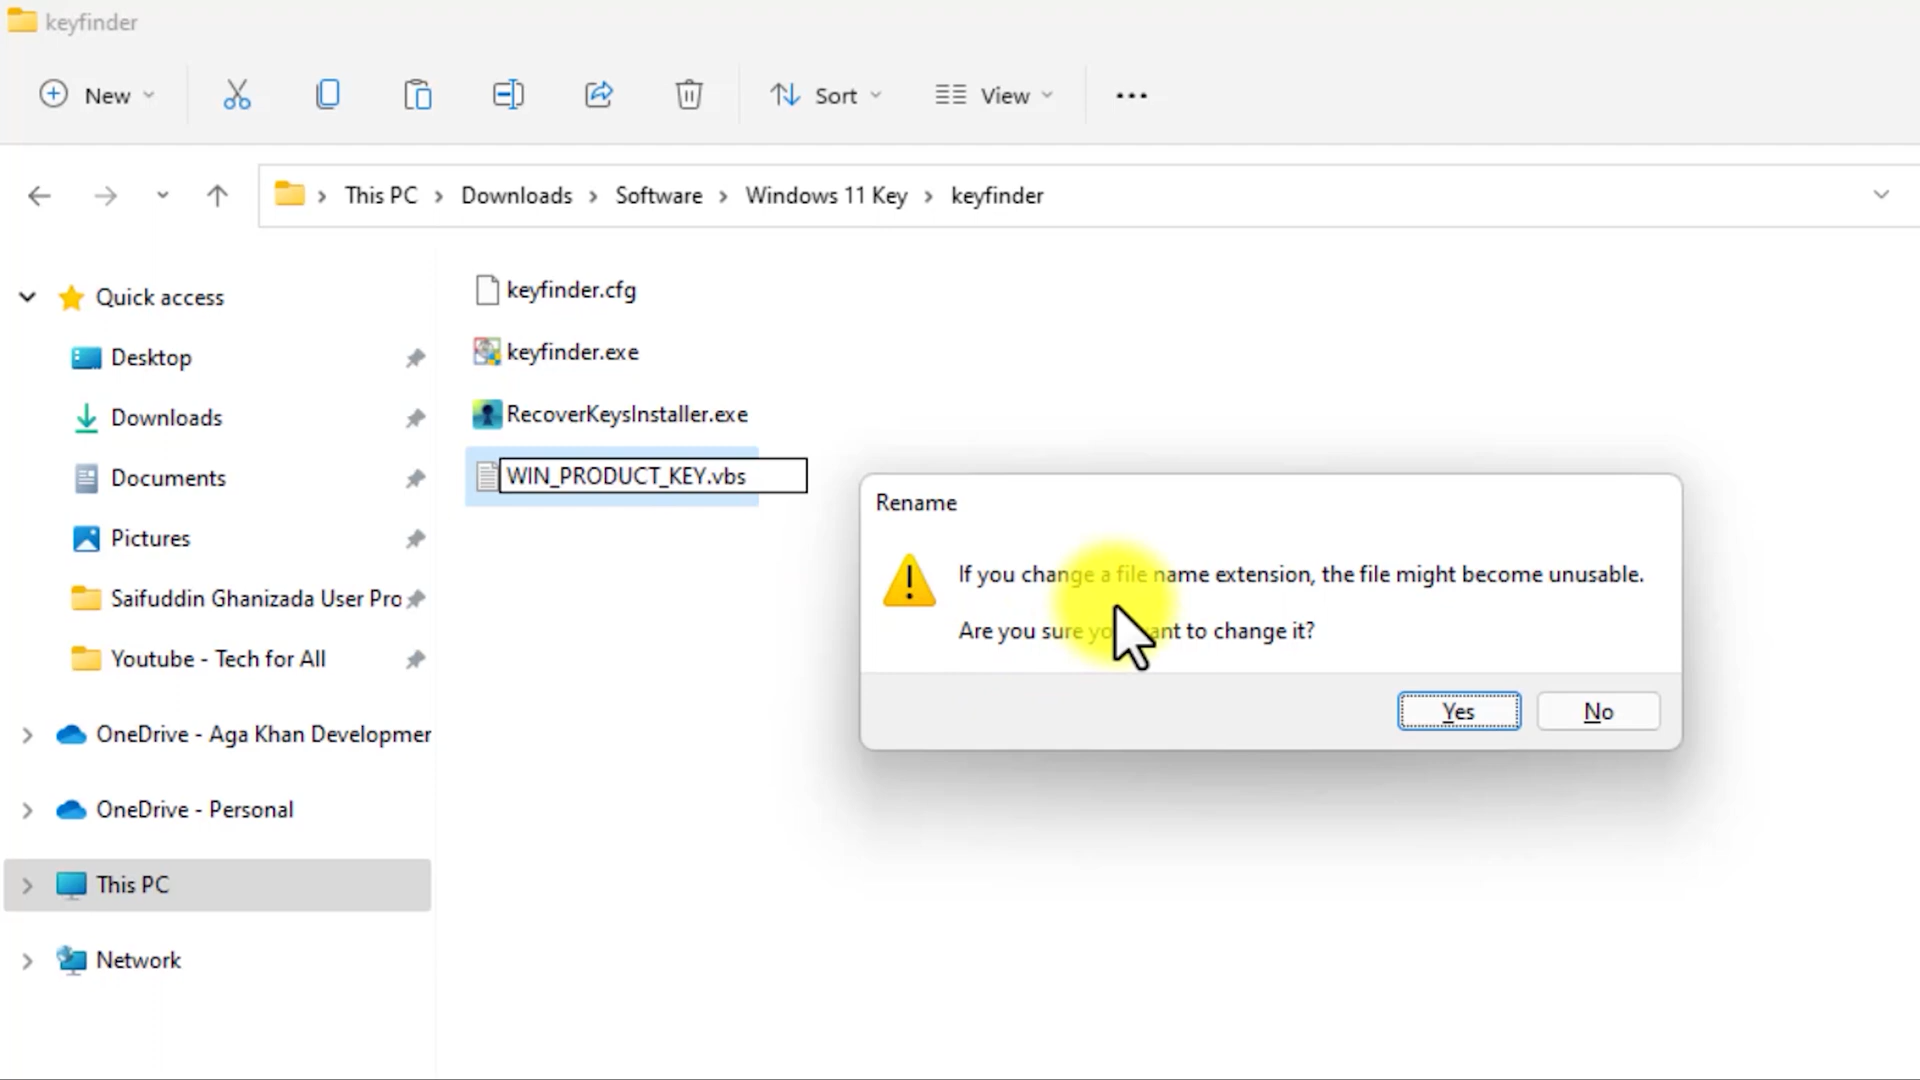 keyfinder
New
Sort
View
This PC
Downloads
Software
Windows 11 Key
keyfinder
Quick access
Desktop
Downloads
Documents
Pictures
Saifuddin Ghanizada User Pro
Youtube - Tech for All
OneDrive - Aga Khan Developmer
OneDrive - Personal
This PC
Network
keyfinder.cfg
keyfinder.exe
RecoverKeysInstaller.exe
WIN_PRODUCT_KEY.vbs
Rename
If you change a file name extension, the file might become unusable.
Are you sure you want to change it?
Yes
No